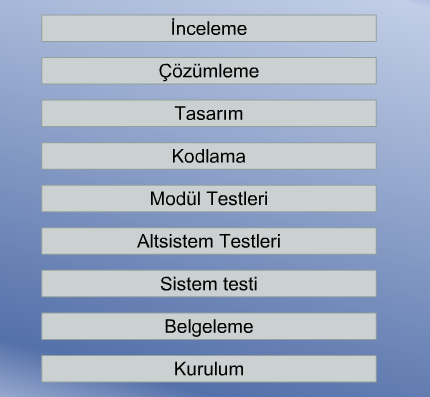 İnceleme
Çözümleme
Tasarım
Kodlama
Modül Testleri
Altsistem Testleri
Sistem testi
Belgeleme
Kurulum